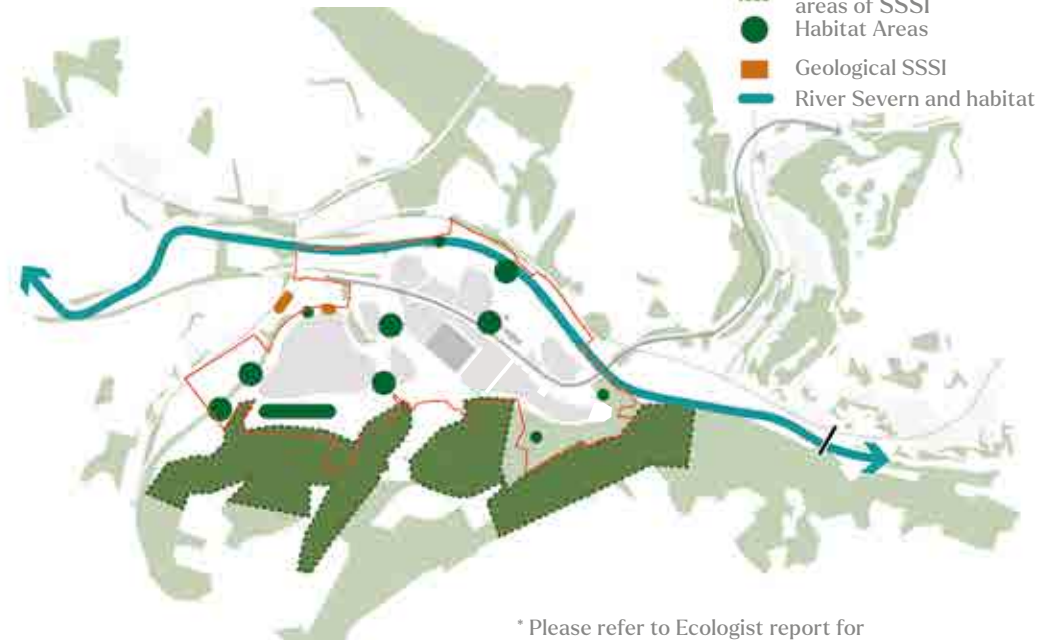 areas of SSSI
Habitat Areas
Geological SSSI
River Severn and habitat
* Please refer to Ecologist report for